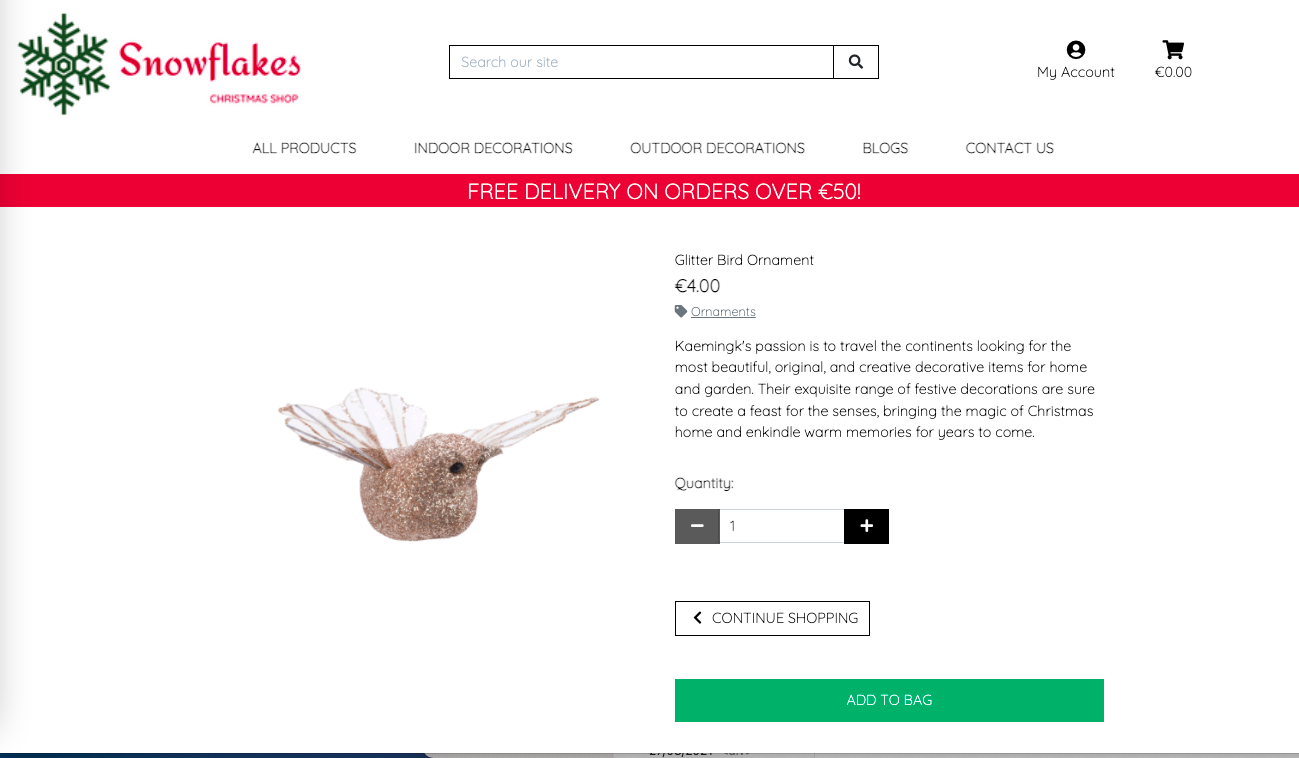 Snowflakes
CHRISTMAS SHOP
Search our site
My Account
€0.00
ALL PRODUCTS
INDOOR DECORATIONS
OUTDOOR DECORATIONS
BLOGS
CONTACT US
FREE DELIVERY ON ORDERS OVER €50!
Glitter Bird Ornament
€4.00
Ornaments
Kaemingk's passion is to travel the continents looking for the
most beautiful, original, and creative decorative items for home
and garden. Their exquisite range of festive decorations are sure
to create a feast for the senses, bringing the magic of Christmas
home and enkindle warm memories for years to come.
Quantity:
1
CONTINUE SHOPPING
ADD TO BAG